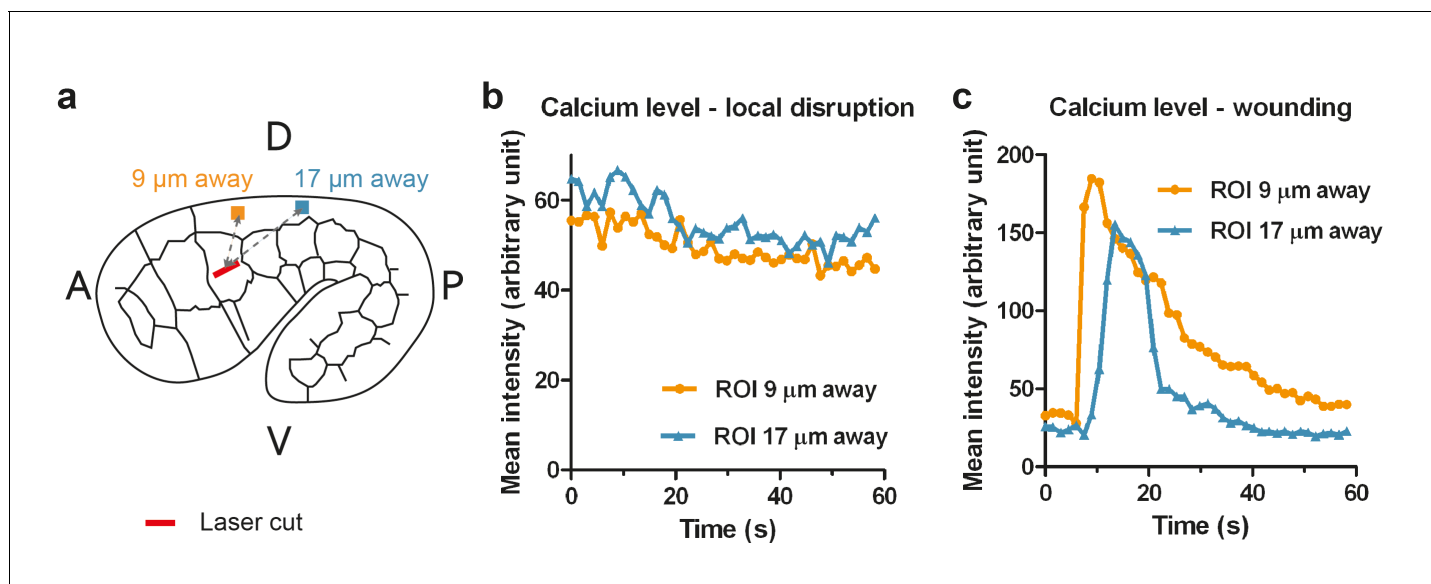 a
D
9 μm away
17 μm away
A
P
V
Laser cut
b
Calcium level - local disruption
Mean intensity (arbitrary unit)
60
40
20
0
ROI 9 μm away
ROI 17 μm away
0
20
40
60
Time (s)
c
Calcium level - wounding
Mean intensity (arbitrary unit)
200
150
100
50
0
ROI 9 μm away
ROI 17 μm away
0
20
40
60
Time (s)